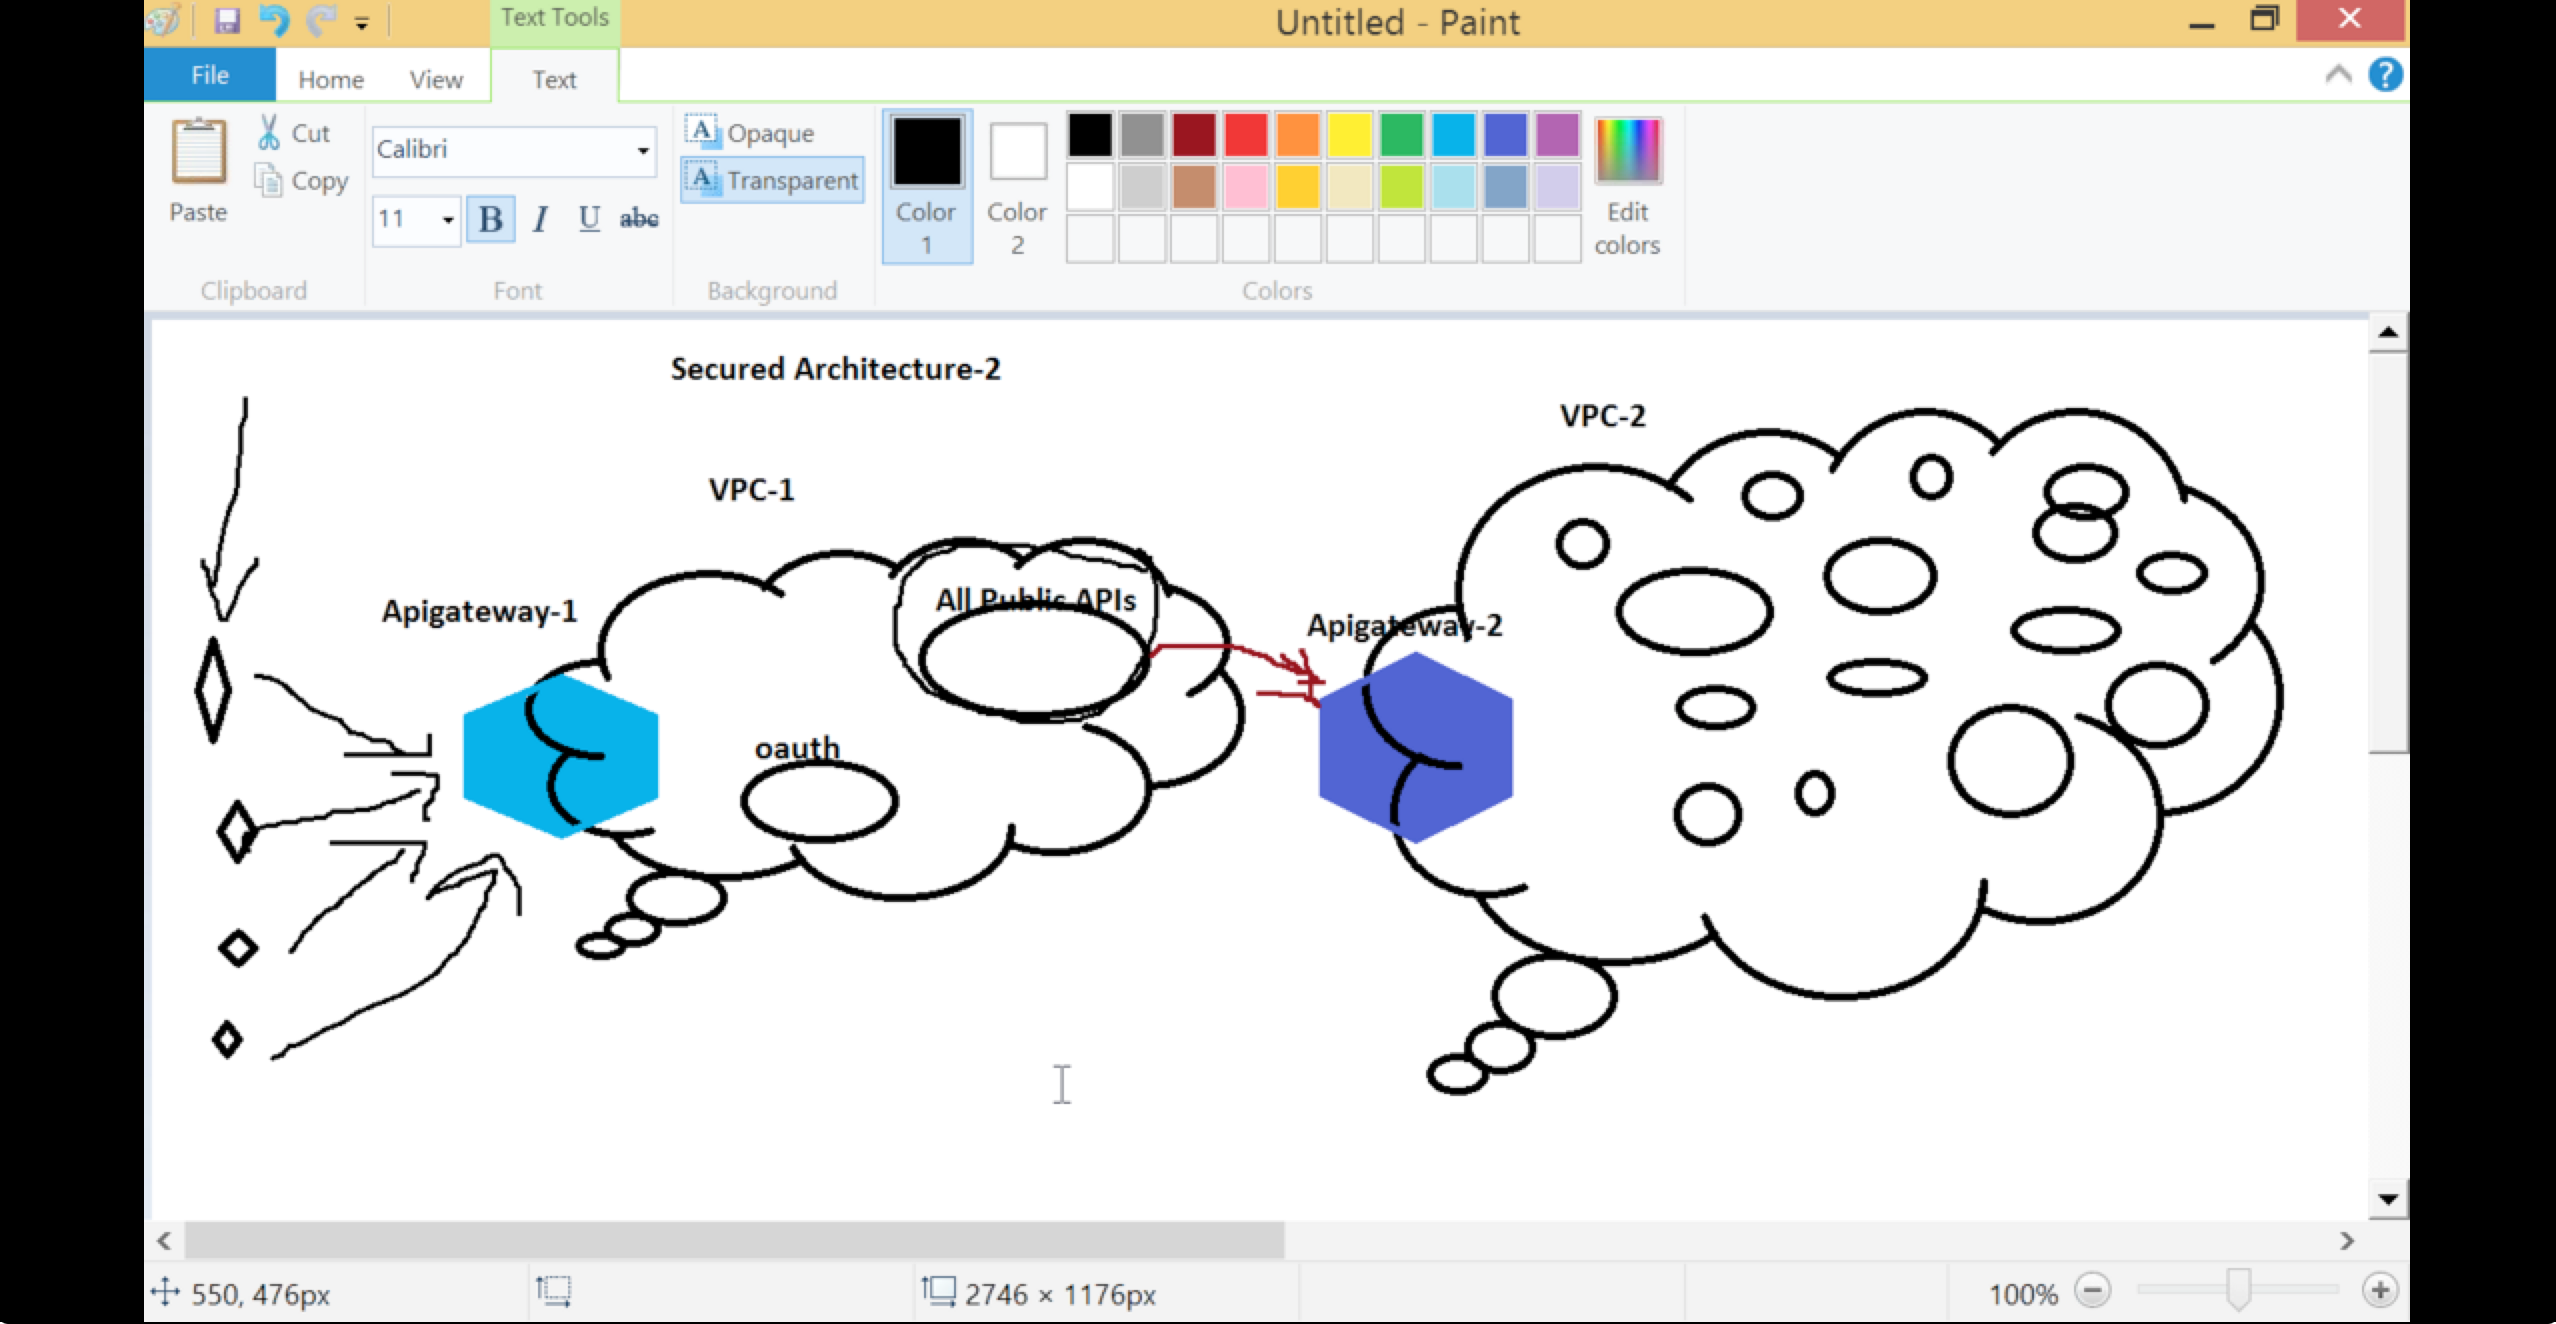 Text Tools
Untitled - Paint
File
Home
View
Text
Paste
Cut
Copy
Clipboard
Calibri
11
B
I
U
abc
Font
A Opaque
A Transparent
Background
Color
1
Color
2
Edit
colors
Colors
Secured Architecture-2
VPC-2
VPC-1
All Public APIs
Apigateway-1
Apigateway-2
oauth
550, 476px
2746 × 1176px
100%